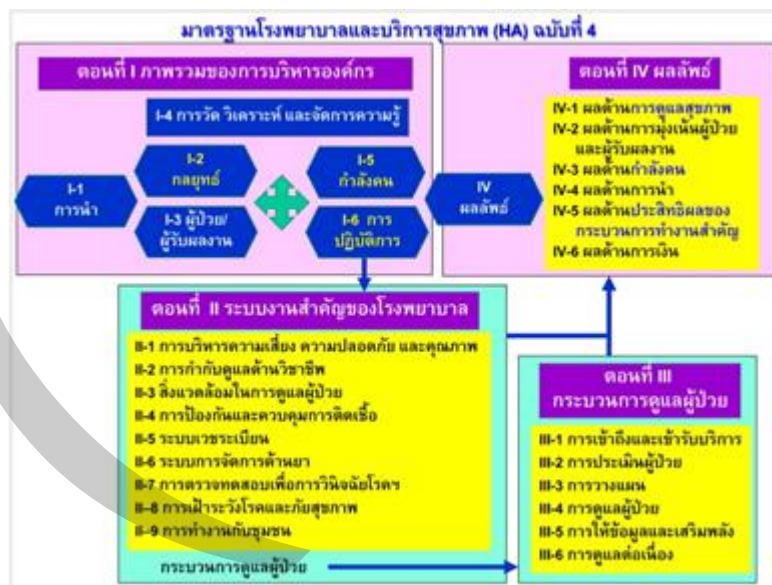 มาตรฐานโรงพยาบาลและบริการสุขภาพ (HA) ฉบับที่ 4
ตอนที่ I ภาพรวมของการบริหารองค์กร
I-4 การวัด วิเคราะห์ และจัดการความรู้
I-1
การนำ
I-2
กลยุทธ์
I-3 ผู้ป่วย/
ผู้รับผลงาน
I-5
กำลังคน
I-6 การ
ปฏิบัติการ
IV
ผลลัพธ์
ตอนที่ IV ผลลัพธ์
IV-1 ผลด้านการดูแลสุขภาพ
IV-2 ผลด้านการมุ่งเน้นผู้ป่วย
และผู้รับผลงาน
IV-3 ผลด้านกำลังคน
IV-4 ผลด้านการนำ
IV-5 ผลด้านประสิทธิผลของ
กระบวนการทำงานสำคัญ
IV-6 ผลด้านการเงิน
ตอนที่ II ระบบงานสำคัญของโรงพยาบาล
II-1 การบริหารความเสี่ยง ความปลอดภัย และคุณภาพ
II-2 การกำกับดูแลด้านวิชาชีพ
II-3 สิ่งแวดล้อมในการดูแลผู้ป่วย
II-4 การป้องกันและควบคุมการติดเชื้อ
II-5 ระบบเวชระเบียน
II-6 ระบบการจัดการด้านยา
II-7 การตรวจทดสอบเพื่อการวินิจฉัยโรคฯ
II-8 การเฝ้าระวังโรคและภัยสุขภาพ
II-9 การทำงานกับชุมชน
กระบวนการดูแลผู้ป่วย
ตอนที่ III
กระบวนการดูแลผู้ป่วย
III-1 การเข้าถึงและเข้ารับบริการ
III-2 การประเมินผู้ป่วย
III-3 การวางแผน
III-4 การดูแลผู้ป่วย
III-5 การให้ข้อมูลและเสริมพลัง
III-6 การดูแลต่อเนื่อง